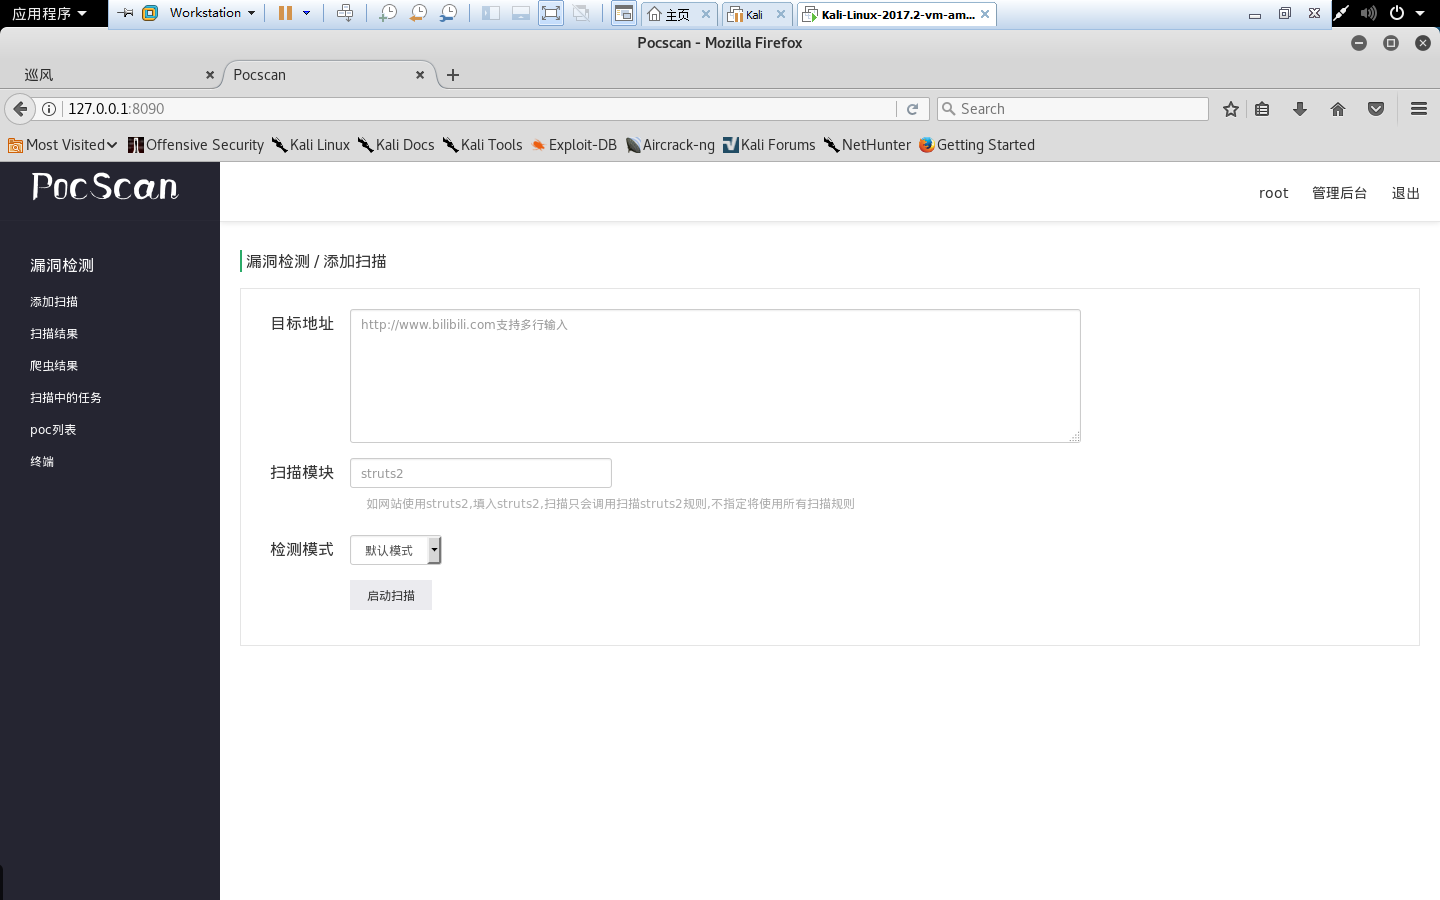 应用程序 Workstation 主页 Kali Kali-Linux-2017.2-vm-am...
Pocscan - Mozilla Firefox
巡风 Pocscan
127.0.0.1:8090 Search
Most Visited Offensive Security Kali Linux Kali Docs Kali Tools Exploit-DB Aircrack-ng Kali Forums NetHunter Getting Started
PocScan
root 管理后台 退出
漏洞检测
添加扫描
扫描结果
爬虫结果
扫描中的任务
poc列表
终端
漏洞检测 / 添加扫描
目标地址 http://www.bilibili.com支持多行输入
扫描模块 struts2
如网站使用struts2,填入struts2,扫描只会调用扫描struts2规则,不指定将使用所有扫描规则
检测模式 默认模式
启动扫描